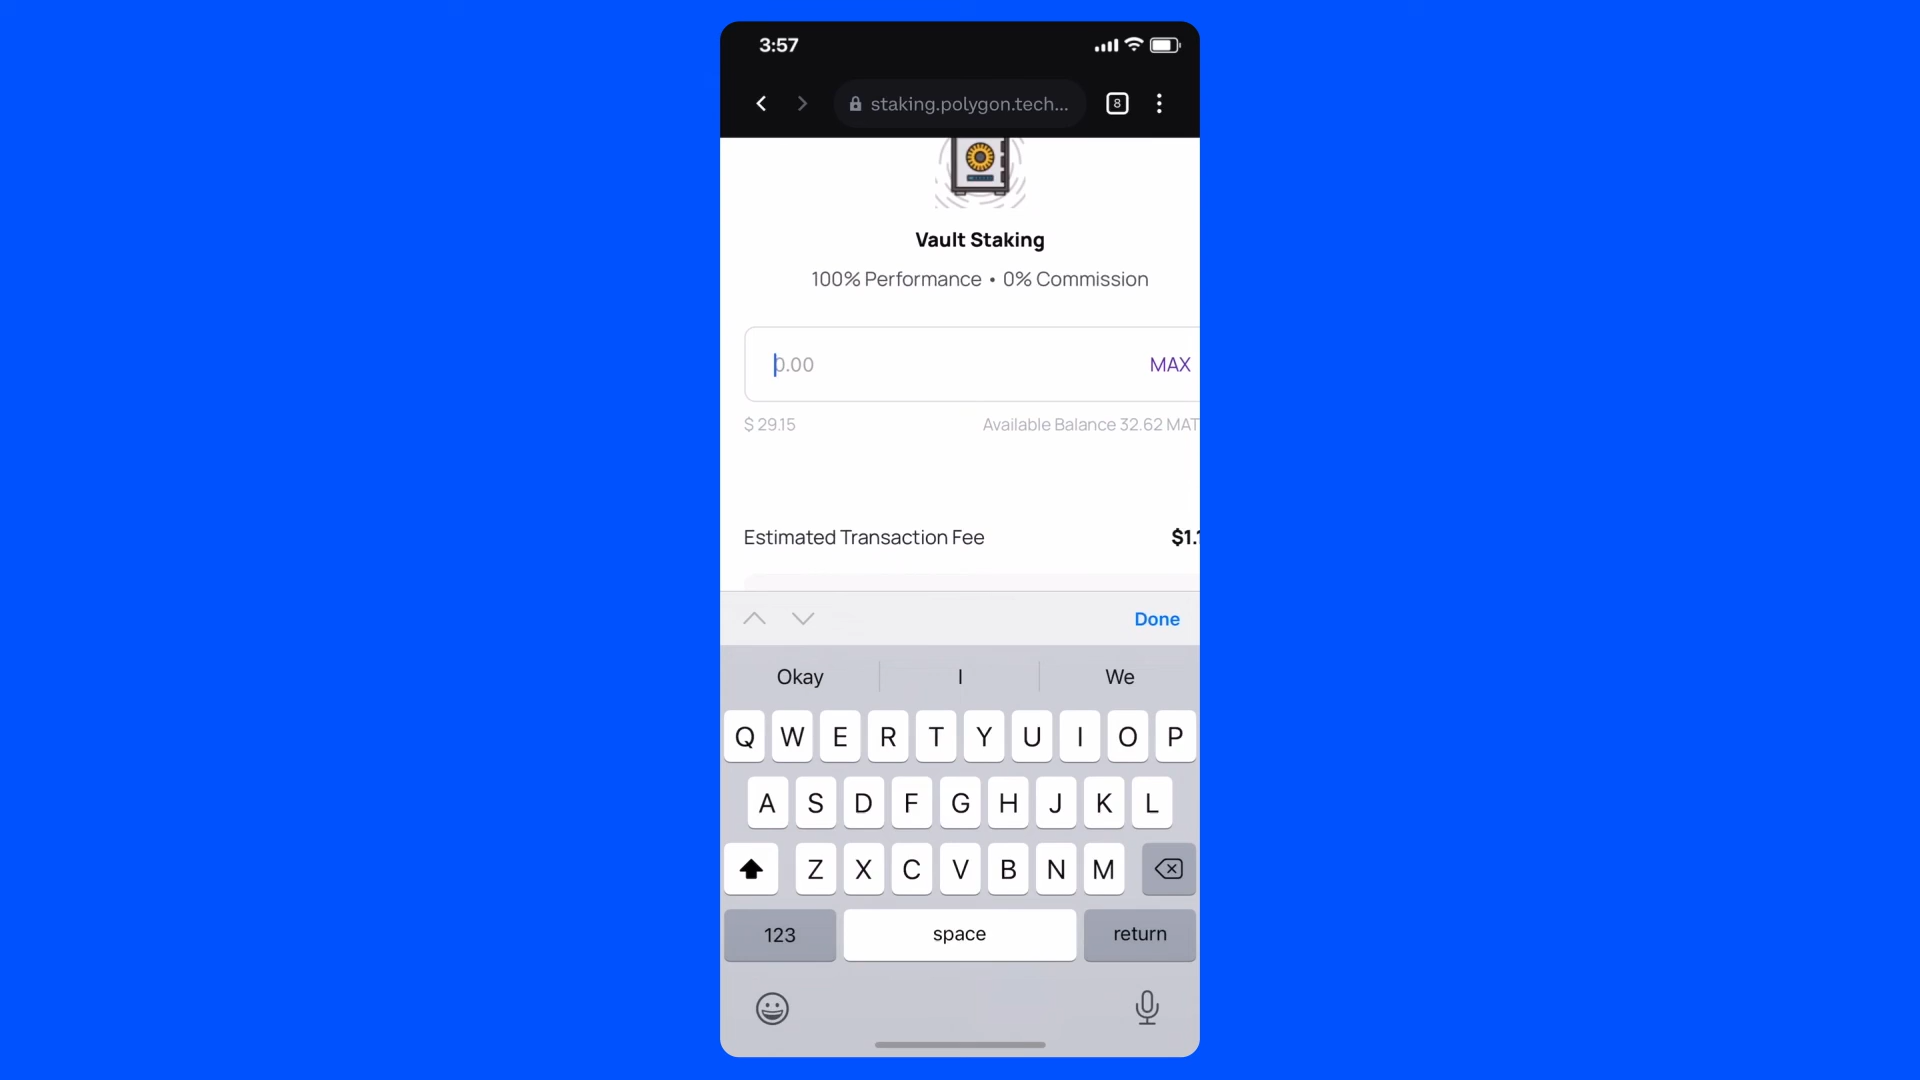 3:57
staking.polygon.tech...
8
Vault Staking
100% Performance • 0% Commission
0.00
MAX
$ 29.15
Available Balance 32.62 MAT
Estimated Transaction Fee
$1.1
Done
Okay
I
We
Q W E R T Y U I O P
A S D F G H J K L
Z X C V B N M
123
space
return